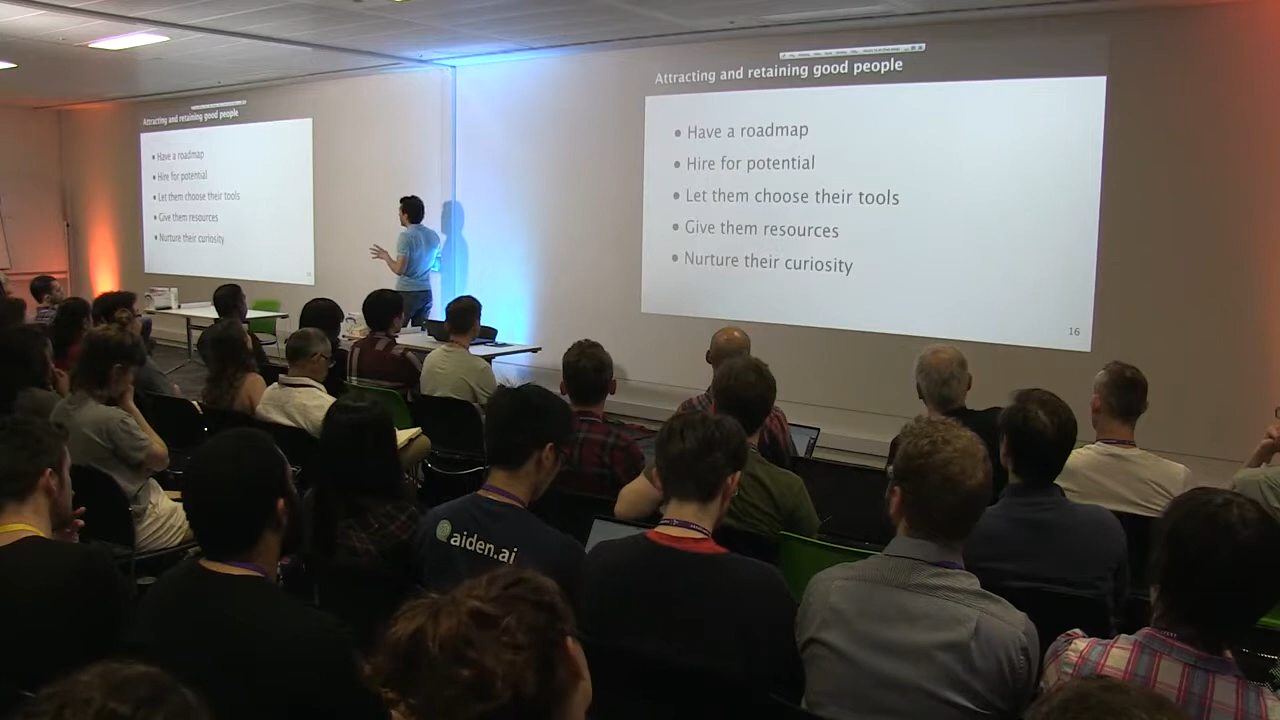 Attracting and retaining good people
• Have a roadmap
• Hire for potential
• Let them choose their tools
• Give them resources
• Nurture their curiosity
Attracting and retaining good people
• Have a roadmap
• Hire for potential
• Let them choose their tools
• Give them resources
• Nurture their curiosity
16
aiden.ai